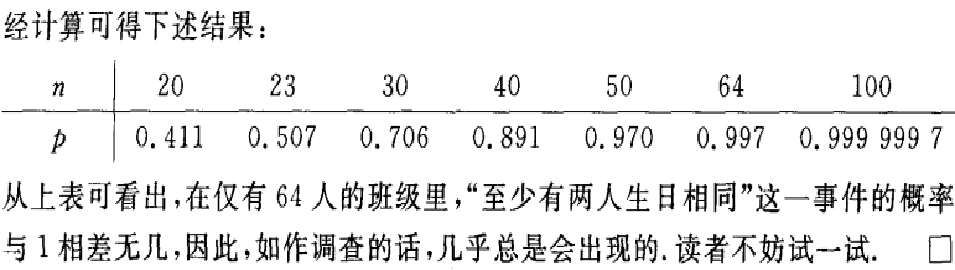 经计算可得下述结果:
n 20 23 30 40 50 64 100
p 0.411 0.507 0.706 0.891 0.970 0.997 0.999 999 7
从上表可看出,在仅有 64 人的班级里,“至少有两人生日相同”这一事件的概率
与 1 相差无几,因此,如作调查的话,几乎总是会出现的.读者不妨试一试. □